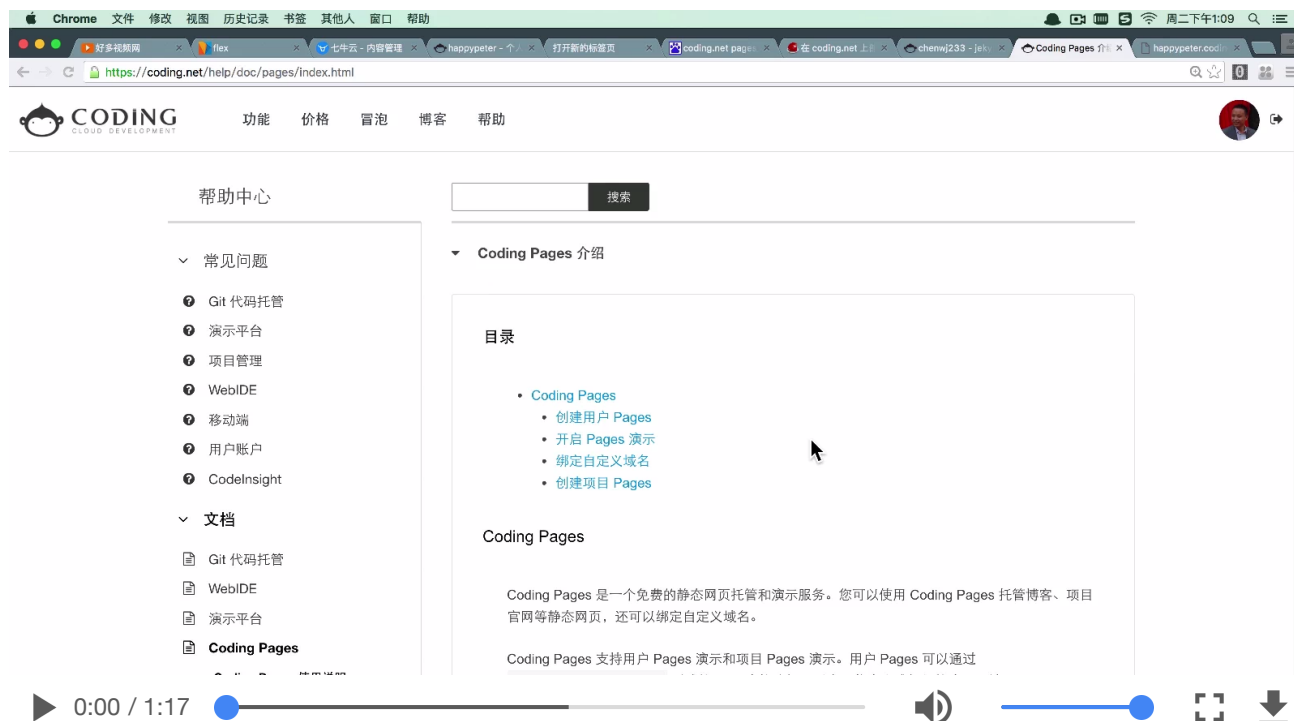 Chrome 文件 修改 视图 历史记录 书签 其他人 窗口 帮助 周二下午1:09
好多视频网 flex 七牛云 - 内容管理 happypeter - 个人 打开新的标签页 coding.net pages 在 coding.net 上 chenwj233 - jek Coding Pages 介 happypeter.codin
https://coding.net/help/doc/pages/index.html
CODING
CLOUD DEVELOPMENT
功能 价格 冒泡 博客 帮助
帮助中心
搜索
常见问题
Git 代码托管
演示平台
项目管理
WebIDE
移动端
用户账户
CodeInsight
文档
Git 代码托管
WebIDE
演示平台
Coding Pages
Coding Pages 介绍
目录
Coding Pages
创建用户 Pages
开启 Pages 演示
绑定自定义域名
创建项目 Pages
Coding Pages
Coding Pages 是一个免费的静态网页托管和演示服务。您可以使用 Coding Pages 托管博客、项目
官网等静态网页，还可以绑定自定义域名。
Coding Pages 支持用户 Pages 演示和项目 Pages 演示。用户 Pages 可以通过
0:00 / 1:17